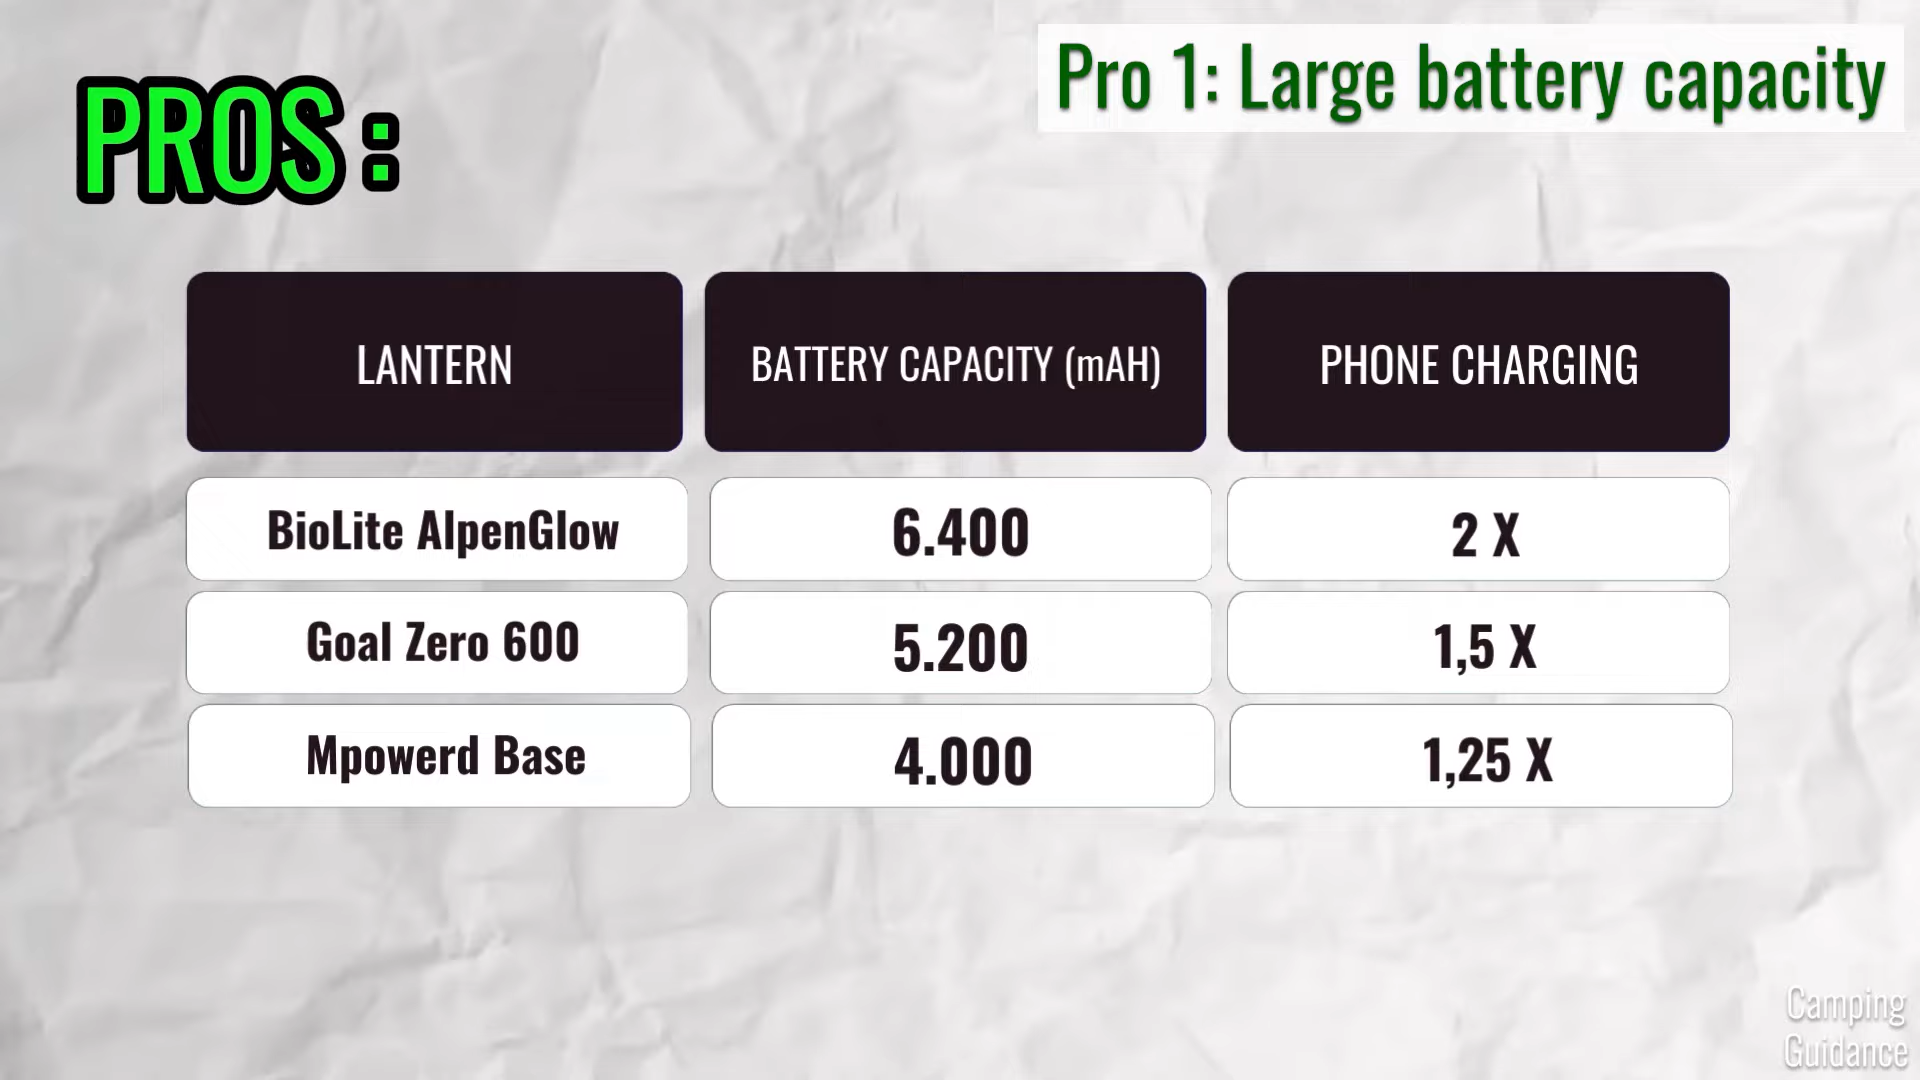 Pro 1: Large battery capacity
PROS:
LANTERN BATTERY CAPACITY (mAH) PHONE CHARGING
BioLite AlpenGlow 6.400 2 X
Goal Zero 600 5.200 1,5 X
Mpowerd Base 4.000 1,25 X
Camping
Guidance